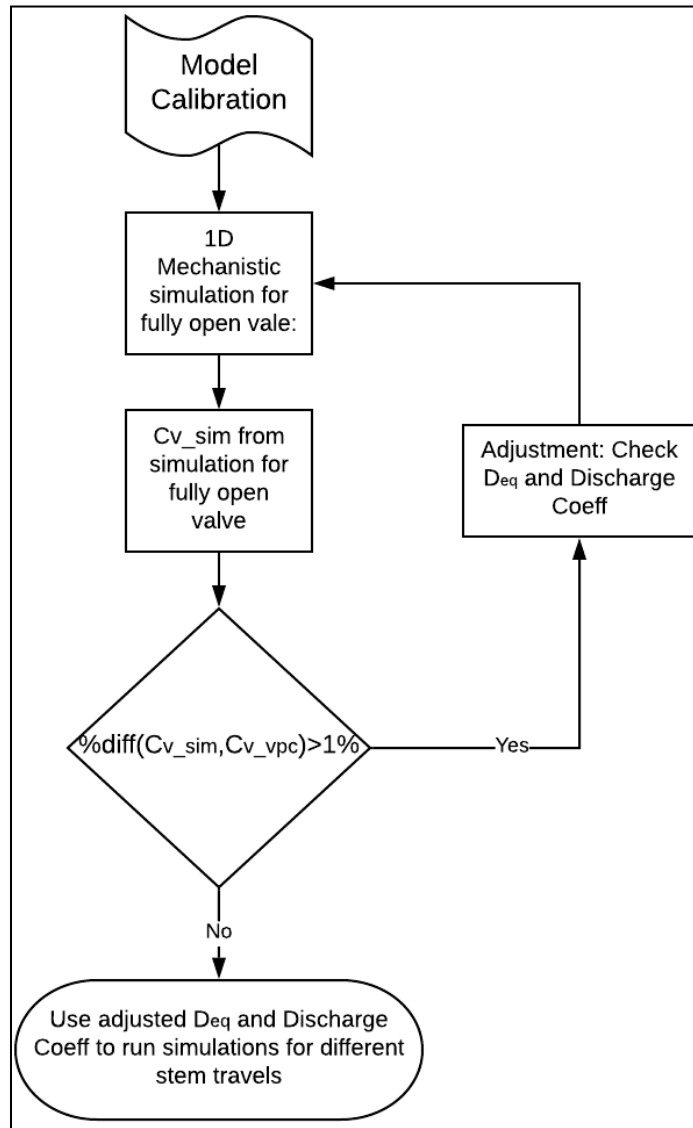 Model
Calibration
1D
Mechanistic
simulation for
fully open vale:
Cv_sim from
simulation for
fully open
valve
Adjustment: Check
Deq and Discharge
Coeff
%diff(Cv_sim,Cv_vpc)>1%
Yes
No
Use adjusted Deq and Discharge
Coeff to run simulations for different
stem travels